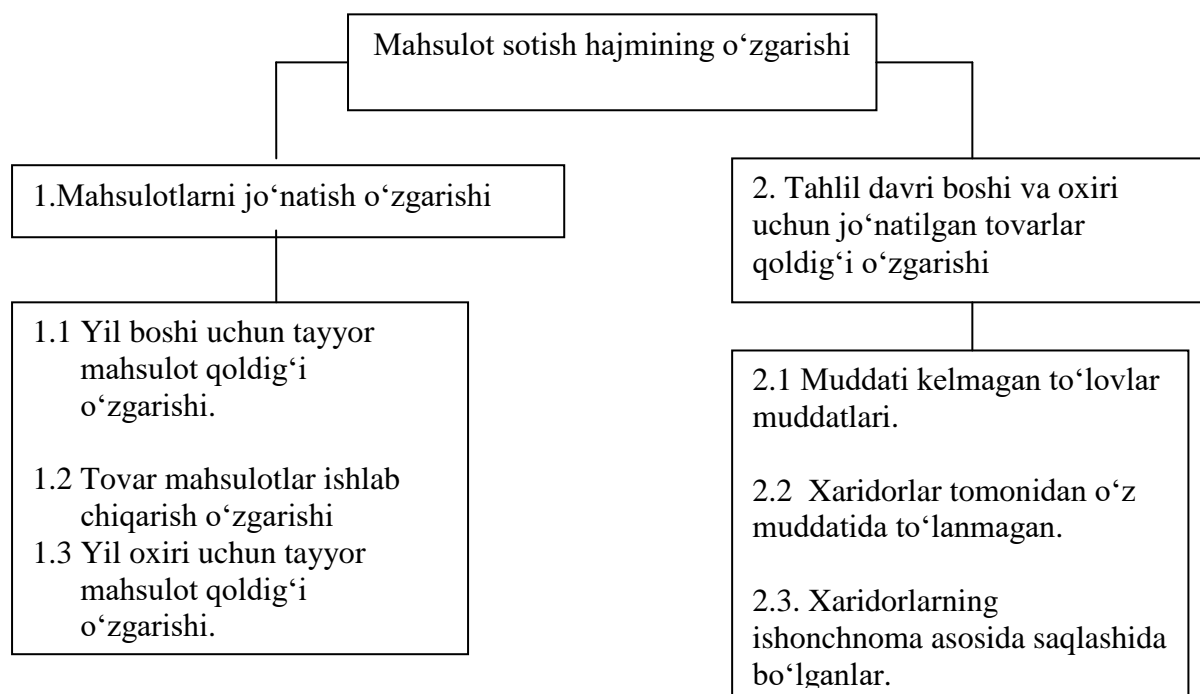 Mahsulot sotish hajmining o‘zgarishi
1.Mahsulotlarni jo‘natish o‘zgarishi
2. Tahlil davri boshi va oxiri
uchun jo‘natilgan tovarlar
qoldig‘i o‘zgarishi
1.1 Yil boshi uchun tayyor
mahsulot qoldig‘i
o‘zgarishi.
1.2 Tovar mahsulotlar ishlab
chiqarish o‘zgarishi
1.3 Yil oxiri uchun tayyor
mahsulot qoldig‘i
o‘zgarishi.
2.1 Muddati kelmagan to‘lovlar
muddatlari.
2.2 Xaridorlar tomonidan o‘z
muddatida to‘lanmagan.
2.3. Xaridorlarning
ishonchnoma asosida saqlashida
bo‘lganlar.